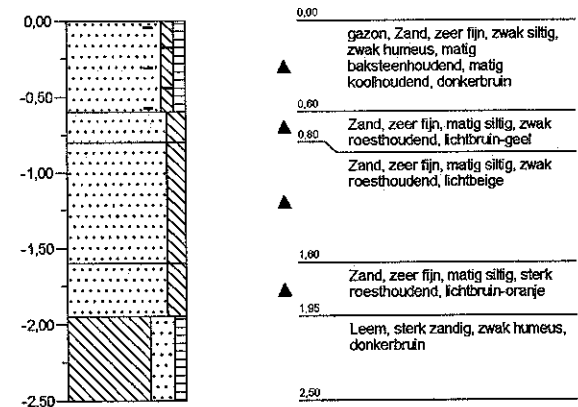 0,00
-0,50
-1,00
-1,50
-2,00
-2,50
0,00
gazon, Zand, zeer fijn, zwak siltig,
zwak humeus, matig
baksteenhoudend, matig
koolhoudend, donkerbruin
0,60
Zand, zeer fijn, matig siltig, zwak
roesthoudend, lichtbruin-geel
0,80
Zand, zeer fijn, matig siltig, zwak
roesthoudend, lichtbeige
1,60
Zand, zeer fijn, matig siltig, sterk
roesthoudend, lichtbruin-oranje
1,95
Leem, sterk zandig, zwak humeus,
donkerbruin
2,50